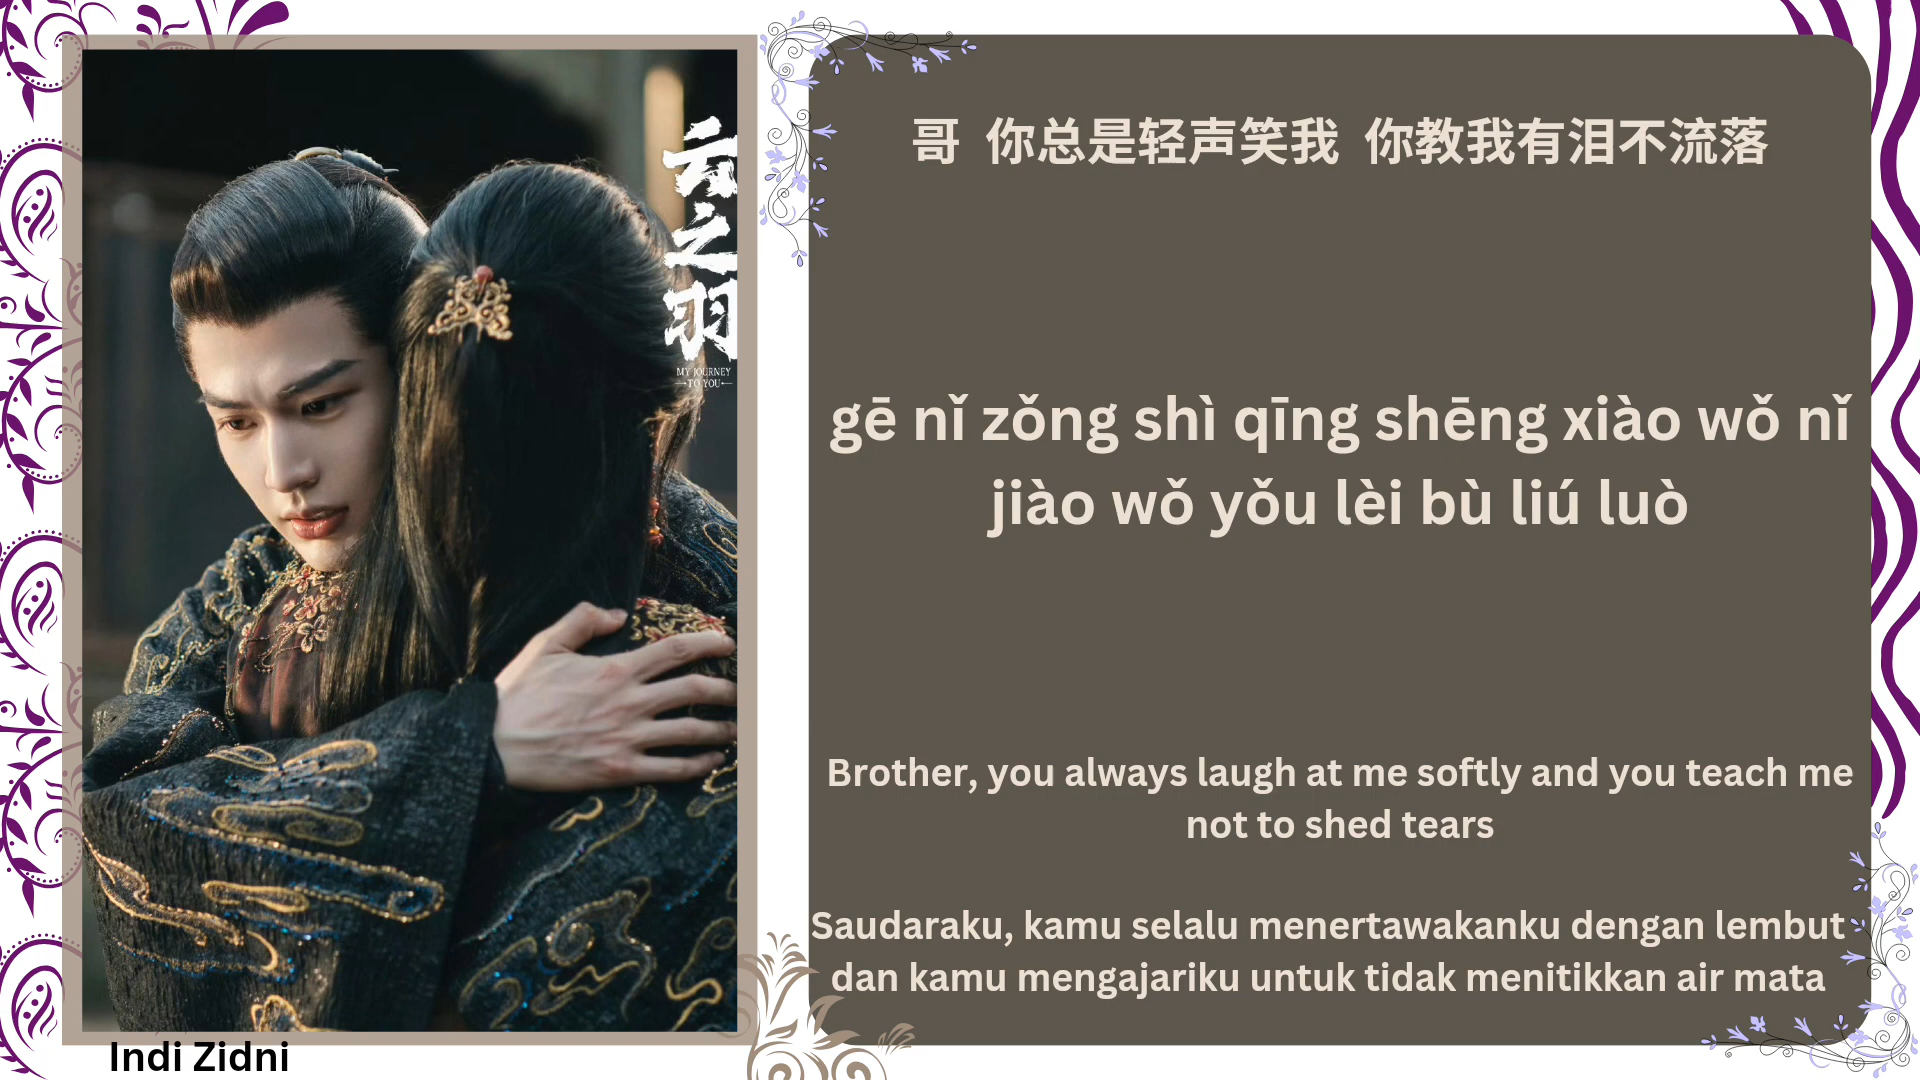 云之羽
MY JOURNEY
TO YOU
哥 你总是轻声笑我 你教我有泪不流落
gē nǐ zǒng shì qīng shēng xiào wǒ nǐ
jiào wǒ yǒu lèi bù liú luò
Brother, you always laugh at me softly and you teach me
not to shed tears
Saudaraku, kamu selalu menertawakanku dengan lembut
dan kamu mengajariku untuk tidak menitikkan air mata
Indi Zidni